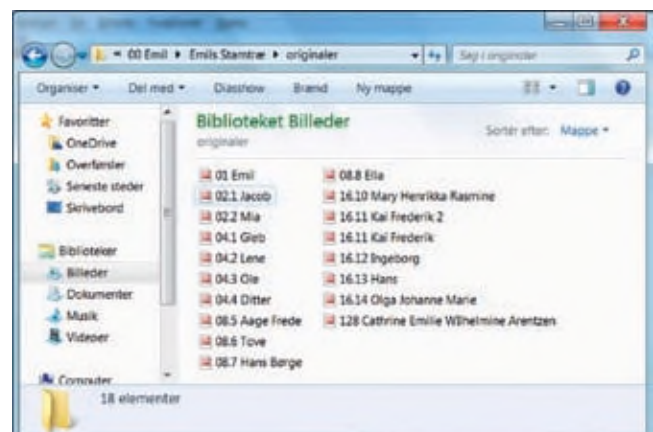 00 Emil ▸ Emils Stamtræ ▸ originaler
Søg i originaler
Organiser
Del med
Diasshow
Brænd
Ny mappe
Favoritter
OneDrive
Overførsler
Seneste steder
Skrivebord
Biblioteker
Billeder
Dokumenter
Musik
Videoer
Computer
Biblioteket Billeder
originaler
Sortér efter: Mappe
01 Emil
02.1 Jacob
02.2 Mia
04.1 Gleb
04.2 Lene
04.3 Ole
04.4 Ditter
08.5 Aage Frede
08.6 Tove
08.7 Hans Børge
08.8 Ella
16.10 Mary Henrikka Rasmine
16.11 Kai Frederik 2
16.11 Kai Frederik
16.12 Ingeborg
16.13 Hans
16.14 Olga Johanne Marie
128 Cathrine Emilie Wilhelmine Arentzen
18 elementer